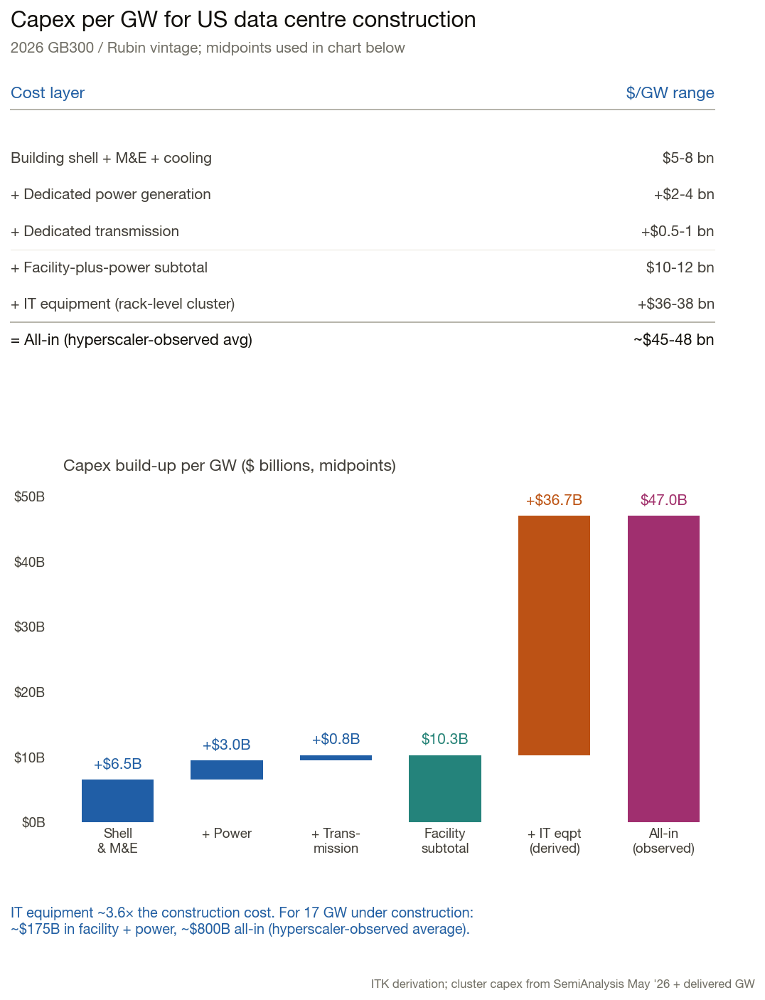 Capex per GW for US data centre construction
2026 GB300 / Rubin vintage; midpoints used in chart below
Cost layer $/GW range
Building shell + M&E + cooling $5-8 bn
+ Dedicated power generation +$2-4 bn
+ Dedicated transmission +$0.5-1 bn
+ Facility-plus-power subtotal $10-12 bn
+ IT equipment (rack-level cluster) +$36-38 bn
= All-in (hyperscaler-observed avg) ~$45-48 bn
Capex build-up per GW ($ billions, midpoints)
$50B
$40B
$30B
$20B
$10B
$0B
+$6.5B
+$3.0B
+$0.8B
$10.3B
+$36.7B
$47.0B
Shell
& M&E
+ Power
+ Trans-
mission
Facility
subtotal
+ IT eqpt
(derived)
All-in
(observed)
IT equipment ~3.6× the construction cost. For 17 GW under construction:
~$175B in facility + power, ~$800B all-in (hyperscaler-observed average).
ITK derivation; cluster capex from SemiAnalysis May '26 + delivered GW